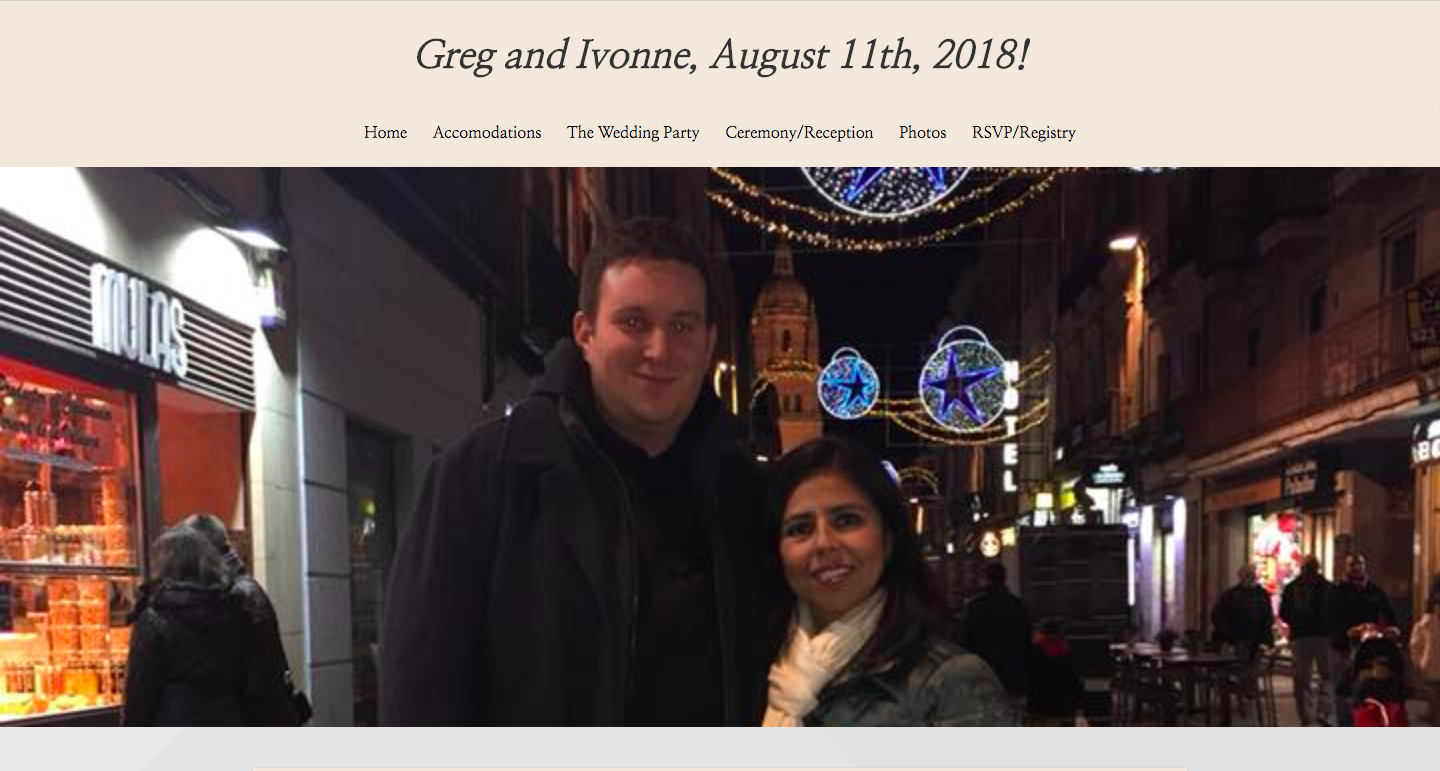 Greg and Ivonne, August 11th, 2018!
Home Accomodations The Wedding Party Ceremony/Reception Photos RSVP/Registry
MULAS
HOTEL